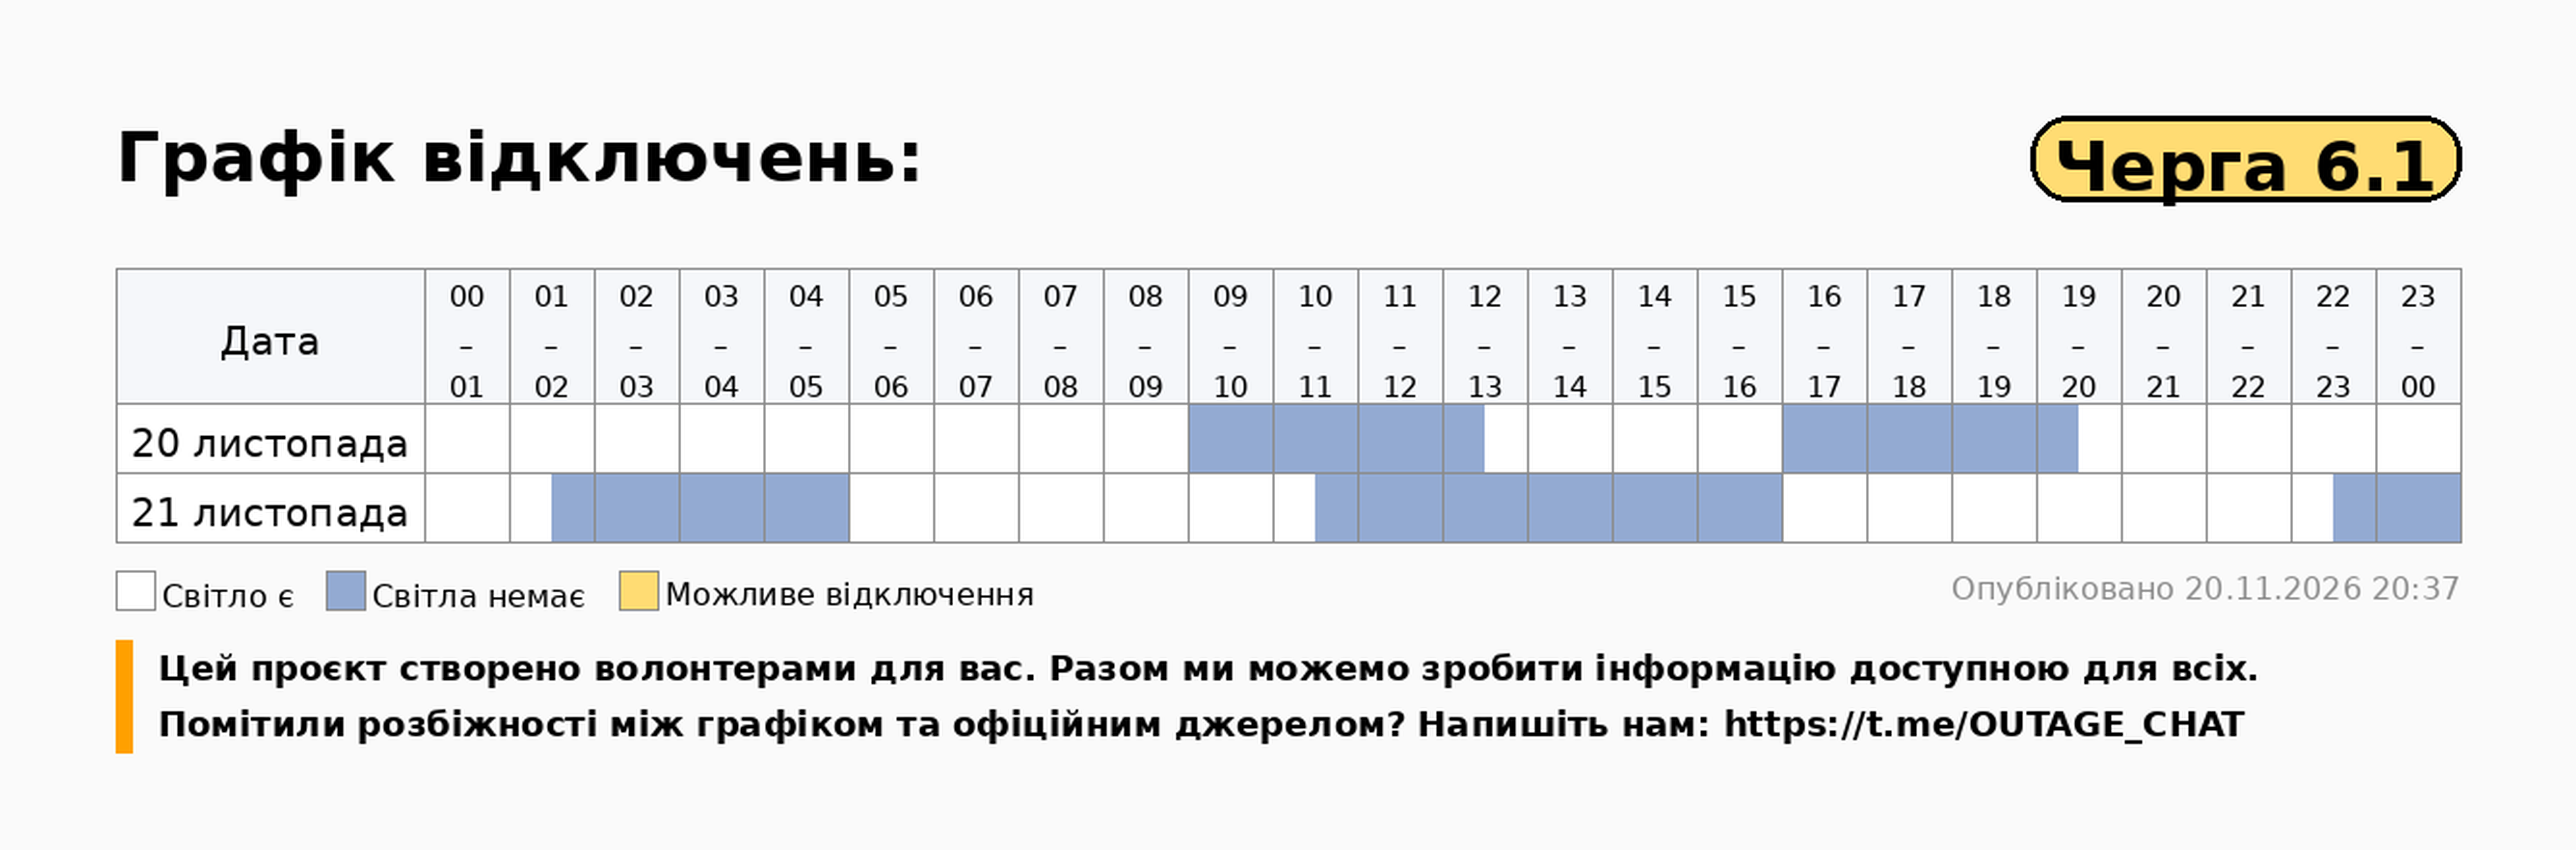 Графік відключень:
Черга 6.1
Дата
00 – 01
01 – 02
02 – 03
03 – 04
04 – 05
05 – 06
06 – 07
07 – 08
08 – 09
09 – 10
10 – 11
11 – 12
12 – 13
13 – 14
14 – 15
15 – 16
16 – 17
17 – 18
18 – 19
19 – 20
20 – 21
21 – 22
22 – 23
23 – 00
20 листопада
21 листопада
Світло є
Світла немає
Можливе відключення
Опубліковано 20.11.2026 20:37
Цей проєкт створено волонтерами для вас. Разом ми можемо зробити інформацію доступною для всіх.
Помітили розбіжності між графіком та офіційним джерелом? Напишіть нам: https://t.me/OUTAGE_CHAT